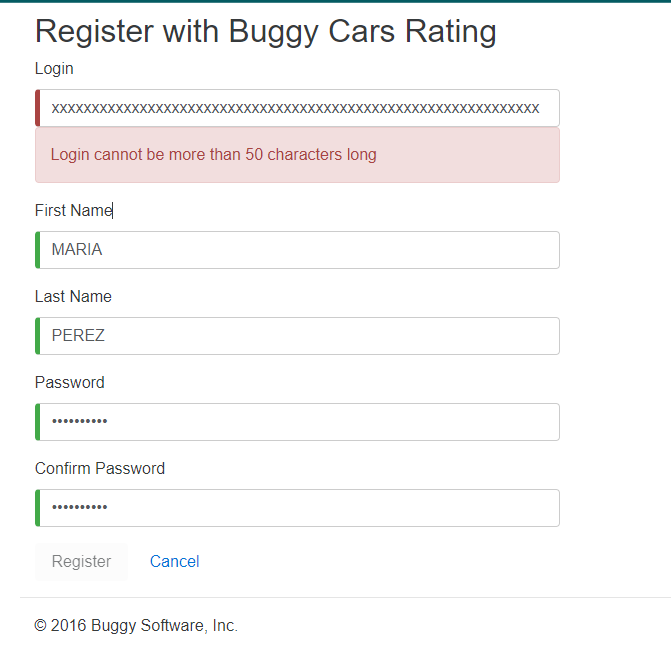 Register with Buggy Cars Rating
Login
xxxxxxxxxxxxxxxxxxxxxxxxxxxxxxxxxxxxxxxxxxxxxxxxxxxxxxxxxxxxx
Login cannot be more than 50 characters long
First Name
MARIA
Last Name
PEREZ
Password
••••••••••
Confirm Password
••••••••••
Register Cancel
© 2016 Buggy Software, Inc.